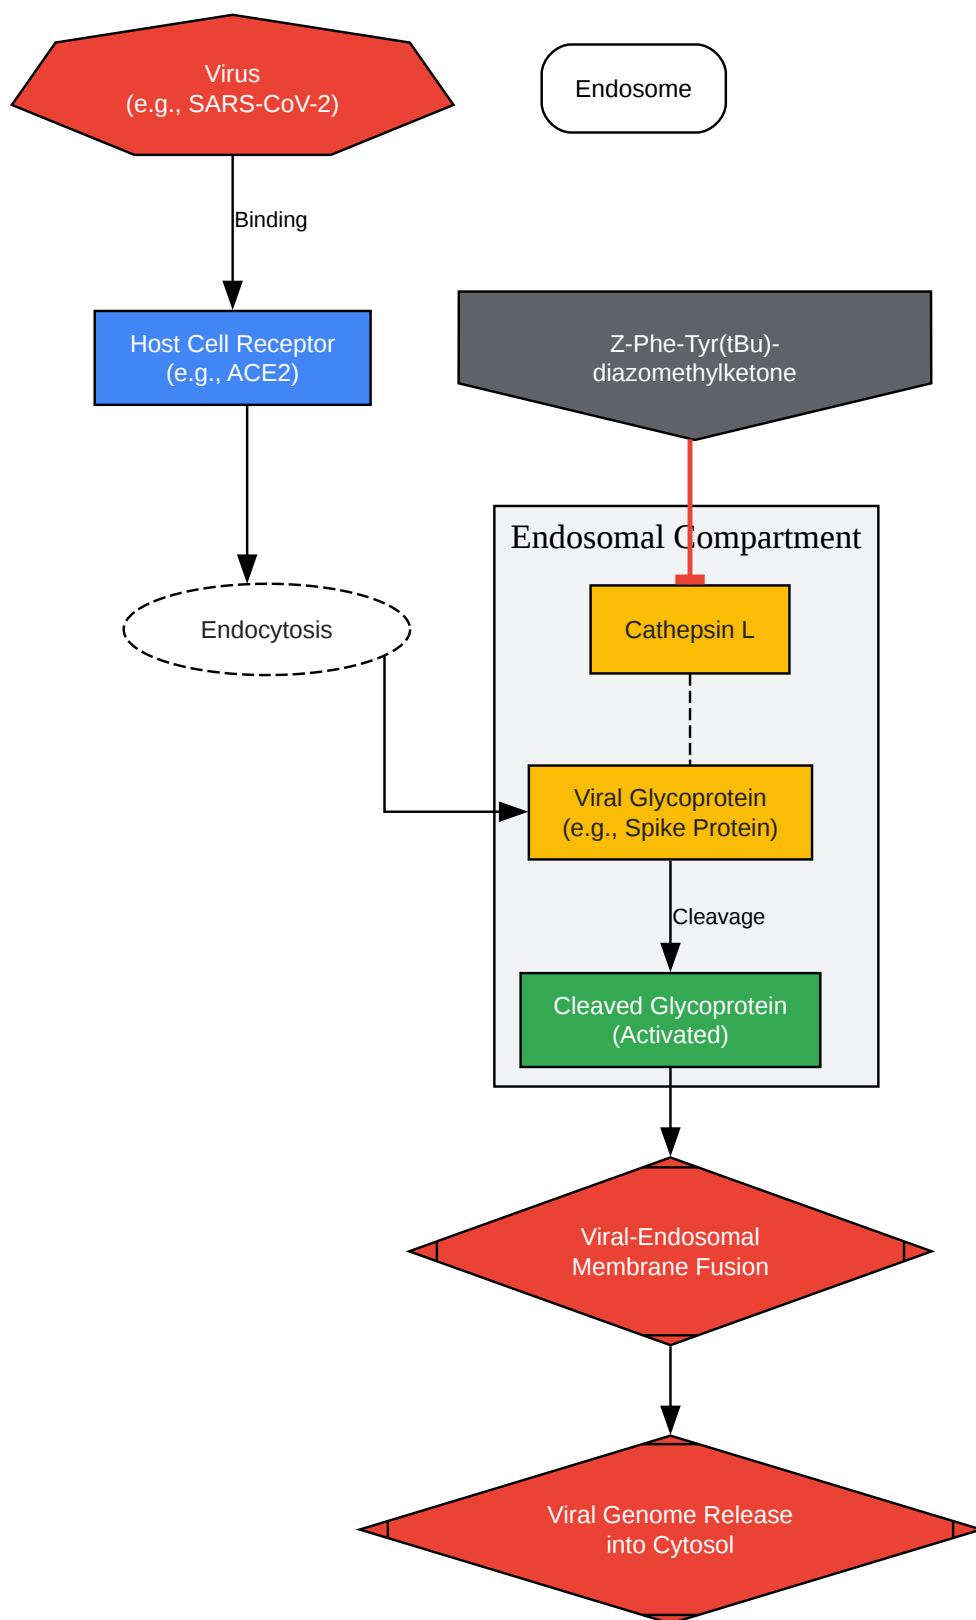 Virus
(e.g., SARS-CoV-2)
Endosome
Binding
Host Cell Receptor
(e.g., ACE2)
Z-Phe-Tyr(tBu)-
diazomethylketone
Endosomal Compartment
Endocytosis
Cathepsin L
Viral Glycoprotein
(e.g., Spike Protein)
Cleavage
Cleaved Glycoprotein
(Activated)
Viral-Endosomal
Membrane Fusion
Viral Genome Release
into Cytosol